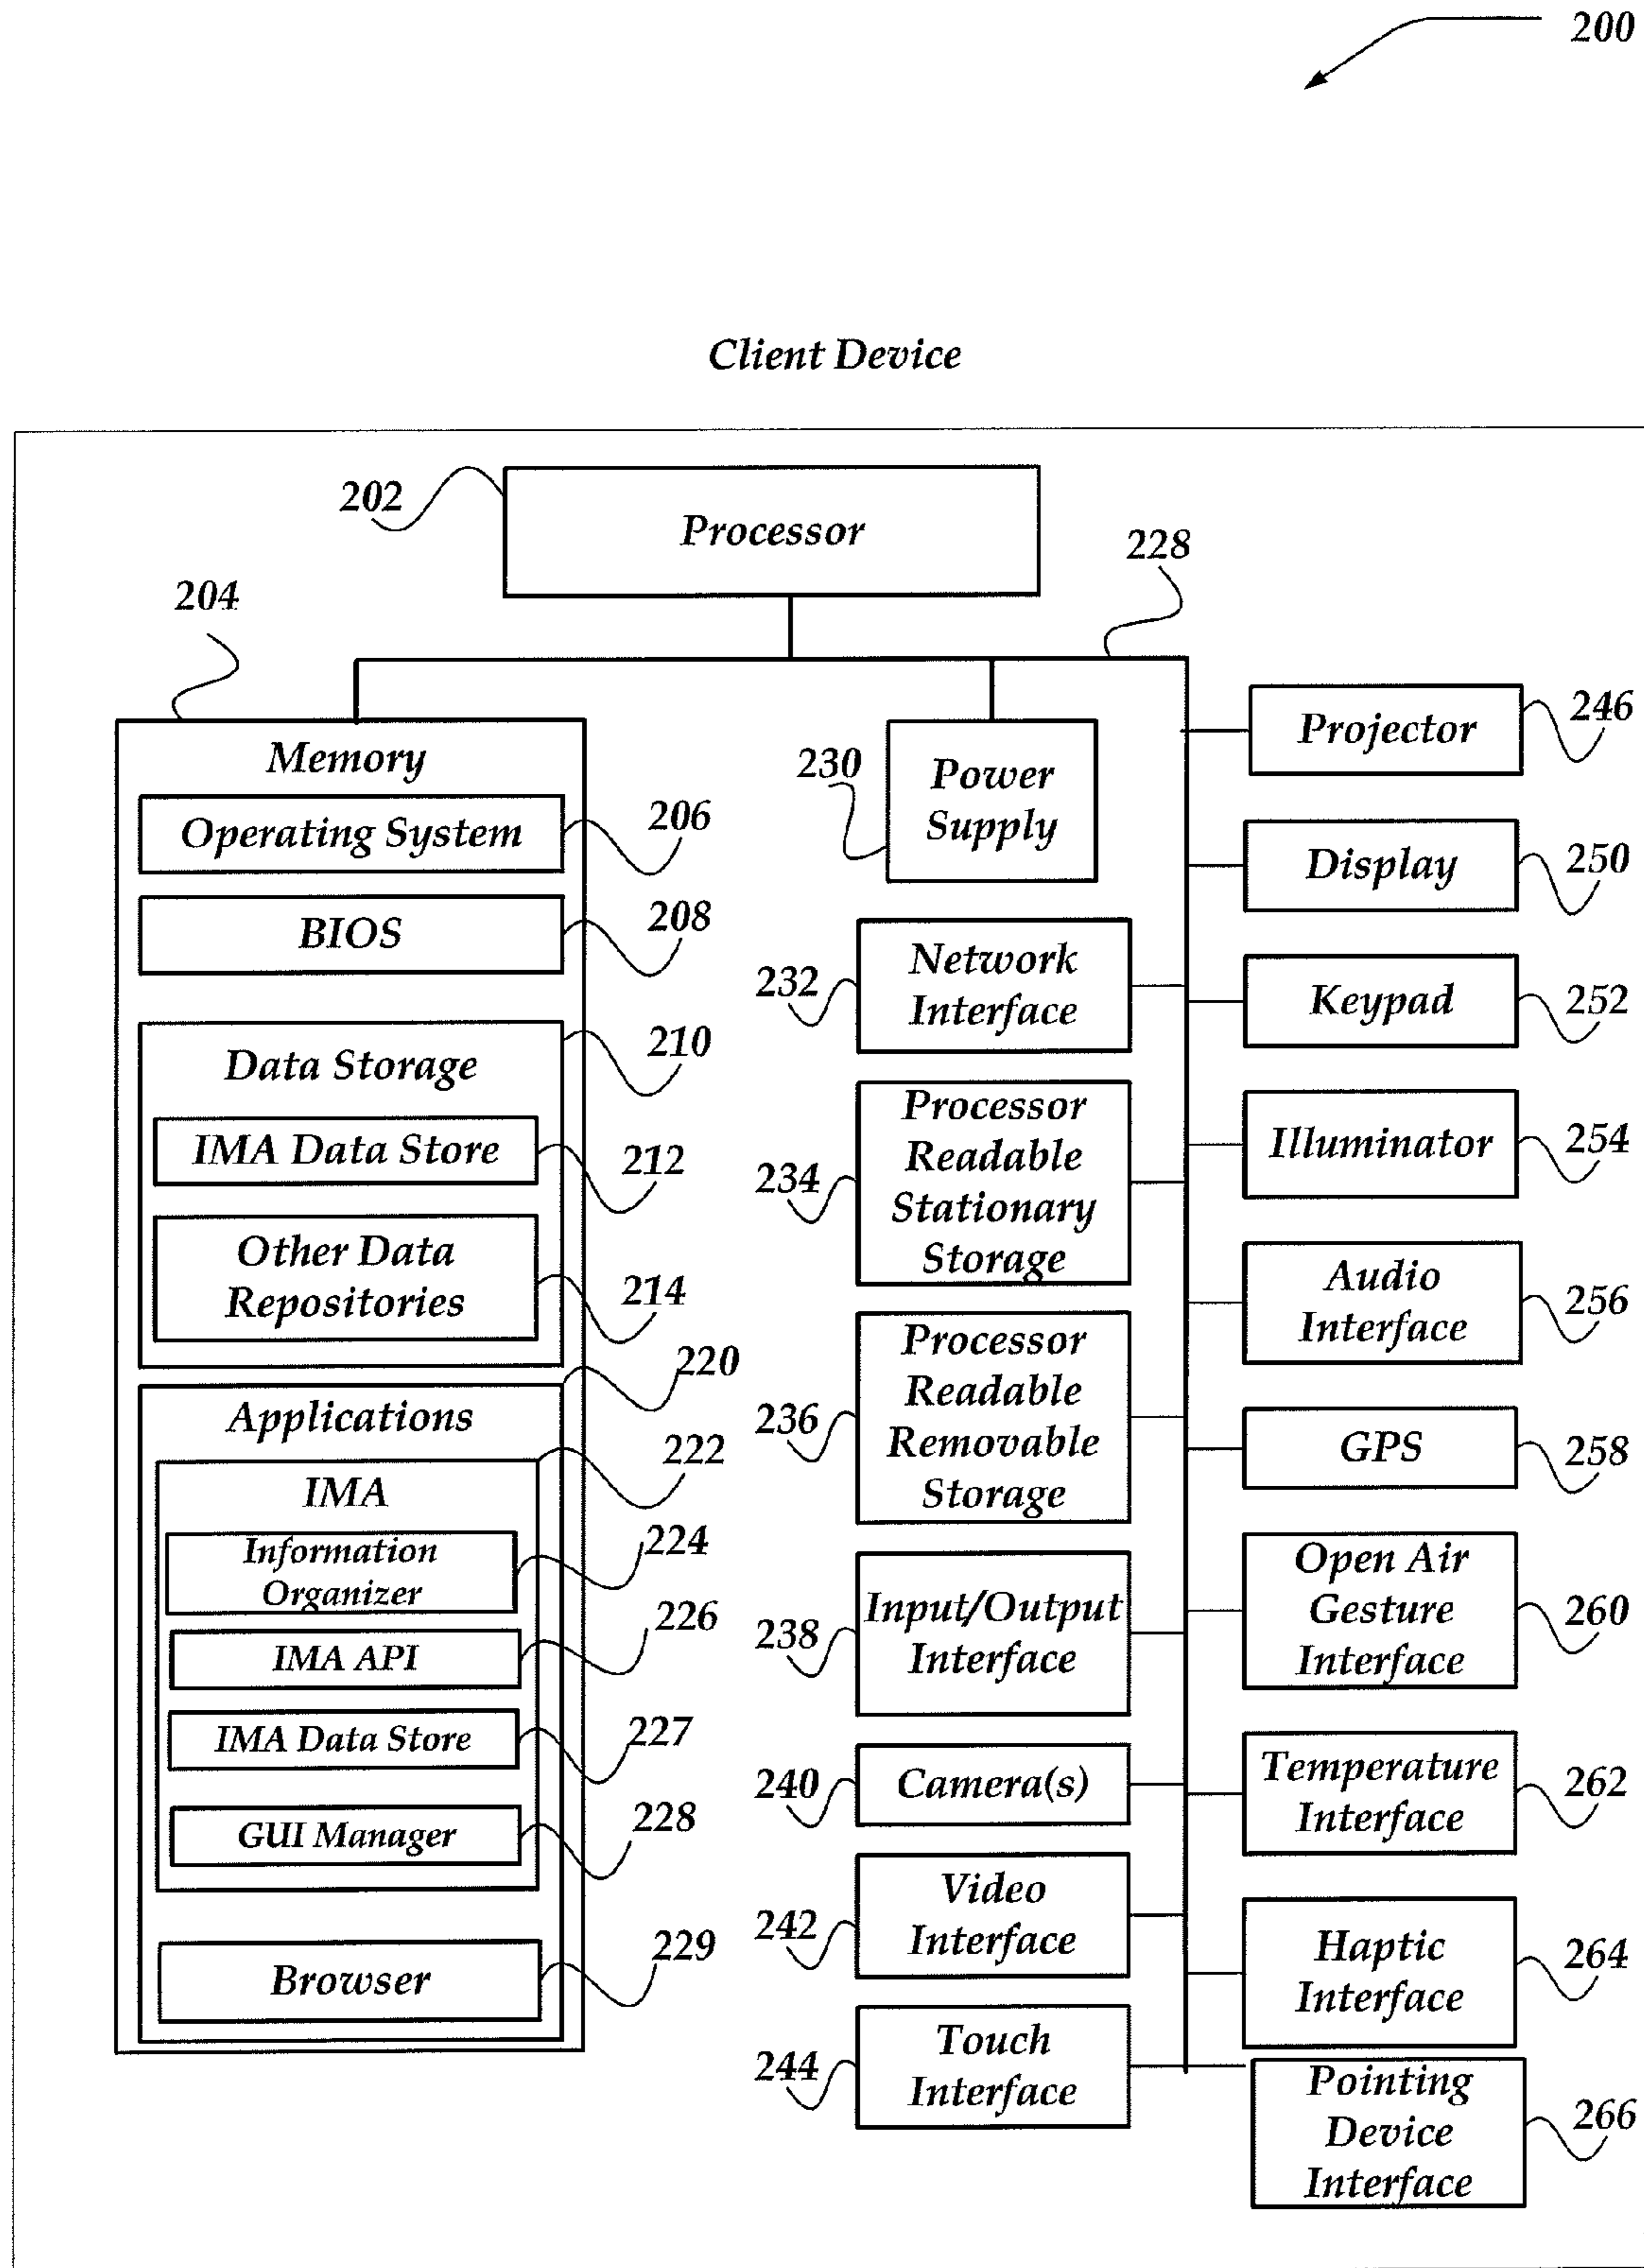 200
Client Device
202
Processor
228
204
Memory
Operating System
206
BIOS
208
Data Storage
210
IMA Data Store
212
Other Data
Repositories
214
Applications
220
IMA
222
Information
Organizer
224
IMA API
226
IMA Data Store
227
GUI Manager
228
Browser
229
230
Power
Supply
232
Network
Interface
234
Processor
Readable
Stationary
Storage
236
Processor
Readable
Removable
Storage
238
Input/Output
Interface
240
Camera(s)
242
Video
Interface
244
Touch
Interface
Projector
246
Display
250
Keypad
252
Illuminator
254
Audio
Interface
256
GPS
258
Open Air
Gesture
Interface
260
Temperature
Interface
262
Haptic
Interface
264
Pointing
Device
Interface
266